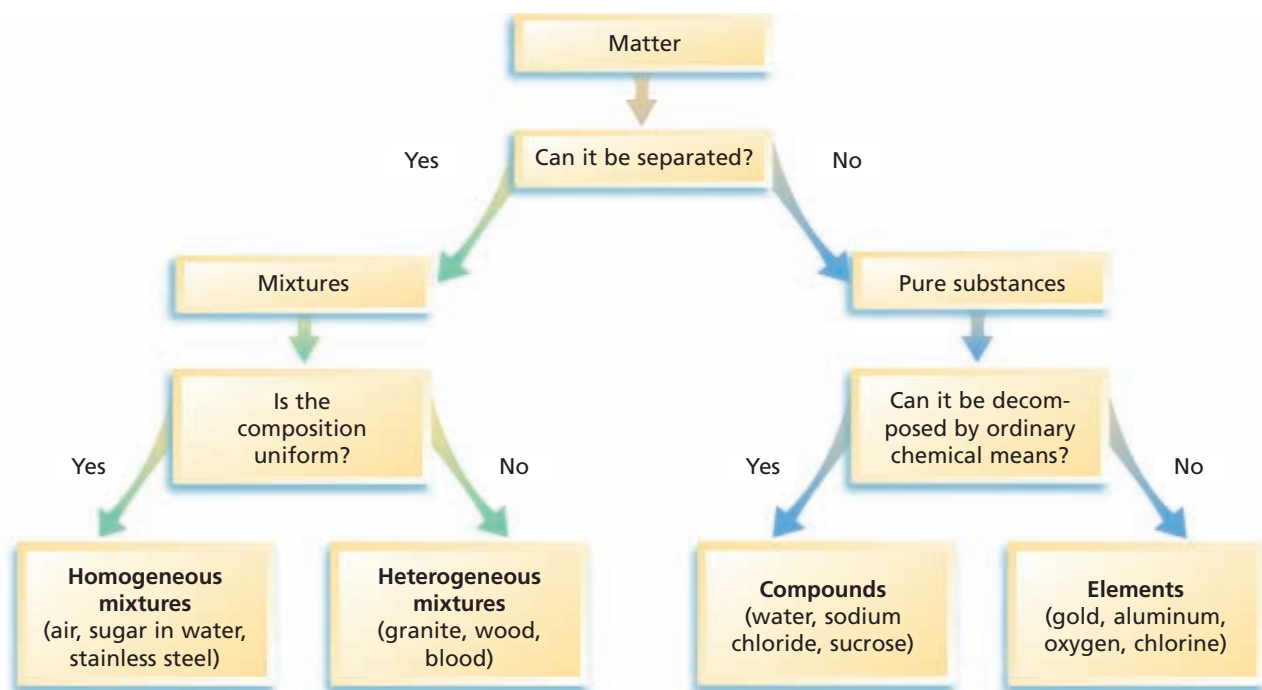 Matter
Can it be separated?
Yes
No
Mixtures
Pure substances
Is the
composition
uniform?
Yes
No
Can it be decom-
posed by ordinary
chemical means?
Yes
No
Homogeneous
mixtures
(air, sugar in water,
stainless steel)
Heterogeneous
mixtures
(granite, wood,
blood)
Compounds
(water, sodium
chloride, sucrose)
Elements
(gold, aluminum,
oxygen, chlorine)